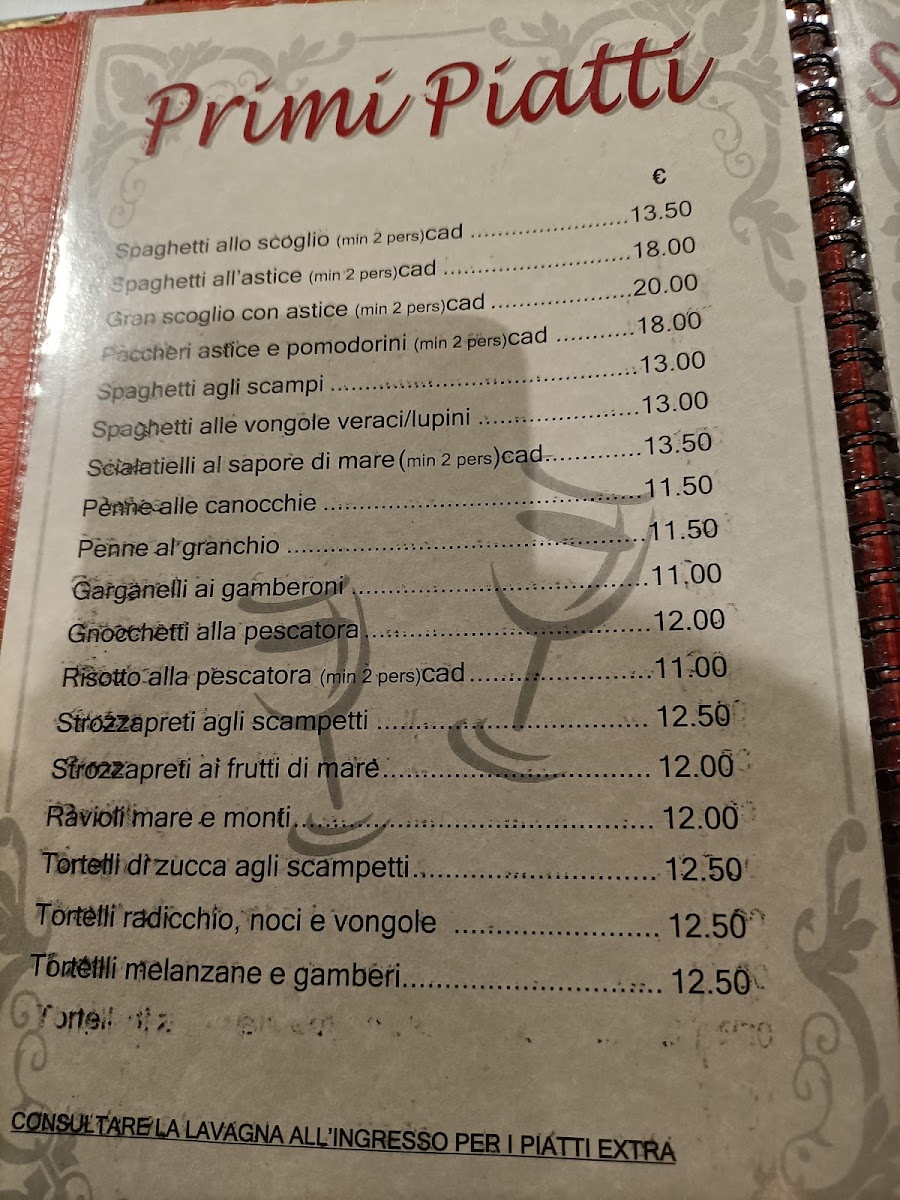 Primi Piatti
€
Spaghetti allo scoglio (min 2 pers)cad ......................13.50
Spaghetti all'astice (min 2 pers)cad ..........................18.00
Gran scoglio con astice (min 2 pers)cad ....................20.00
Paccheri astice e pomodorini (min 2 pers)cad ...........18.00
Spaghetti agli scampi ...........................................13.00
Spaghetti alle vongole veraci/lupini ......................13.00
Scialatielli al sapore di mare(min 2 pers)cad.............13.50
Penne alle canocchie ...........................................11.50
Penne al granchio ................................................11.50
Garganelli ai gamberoni ........................................11.00
Gnocchetti alla pescatora.......................................12.00
Risotto alla pescatora (min 2 pers)cad.......................11.00
Strozzapreti agli scampetti .................................... 12.50
Strozzapreti ai frutti di mare................................... 12.00
Ravioli mare e monti............................................... 12.00
Tortelli di zucca agli scampetti................................ 12.50
Tortelli radicchio, noci e vongole ........................... 12.50
Tortellli melanzane e gamberi................................ 12.50
CONSULTARE LA LAVAGNA ALL'INGRESSO PER I PIATTI EXTRA